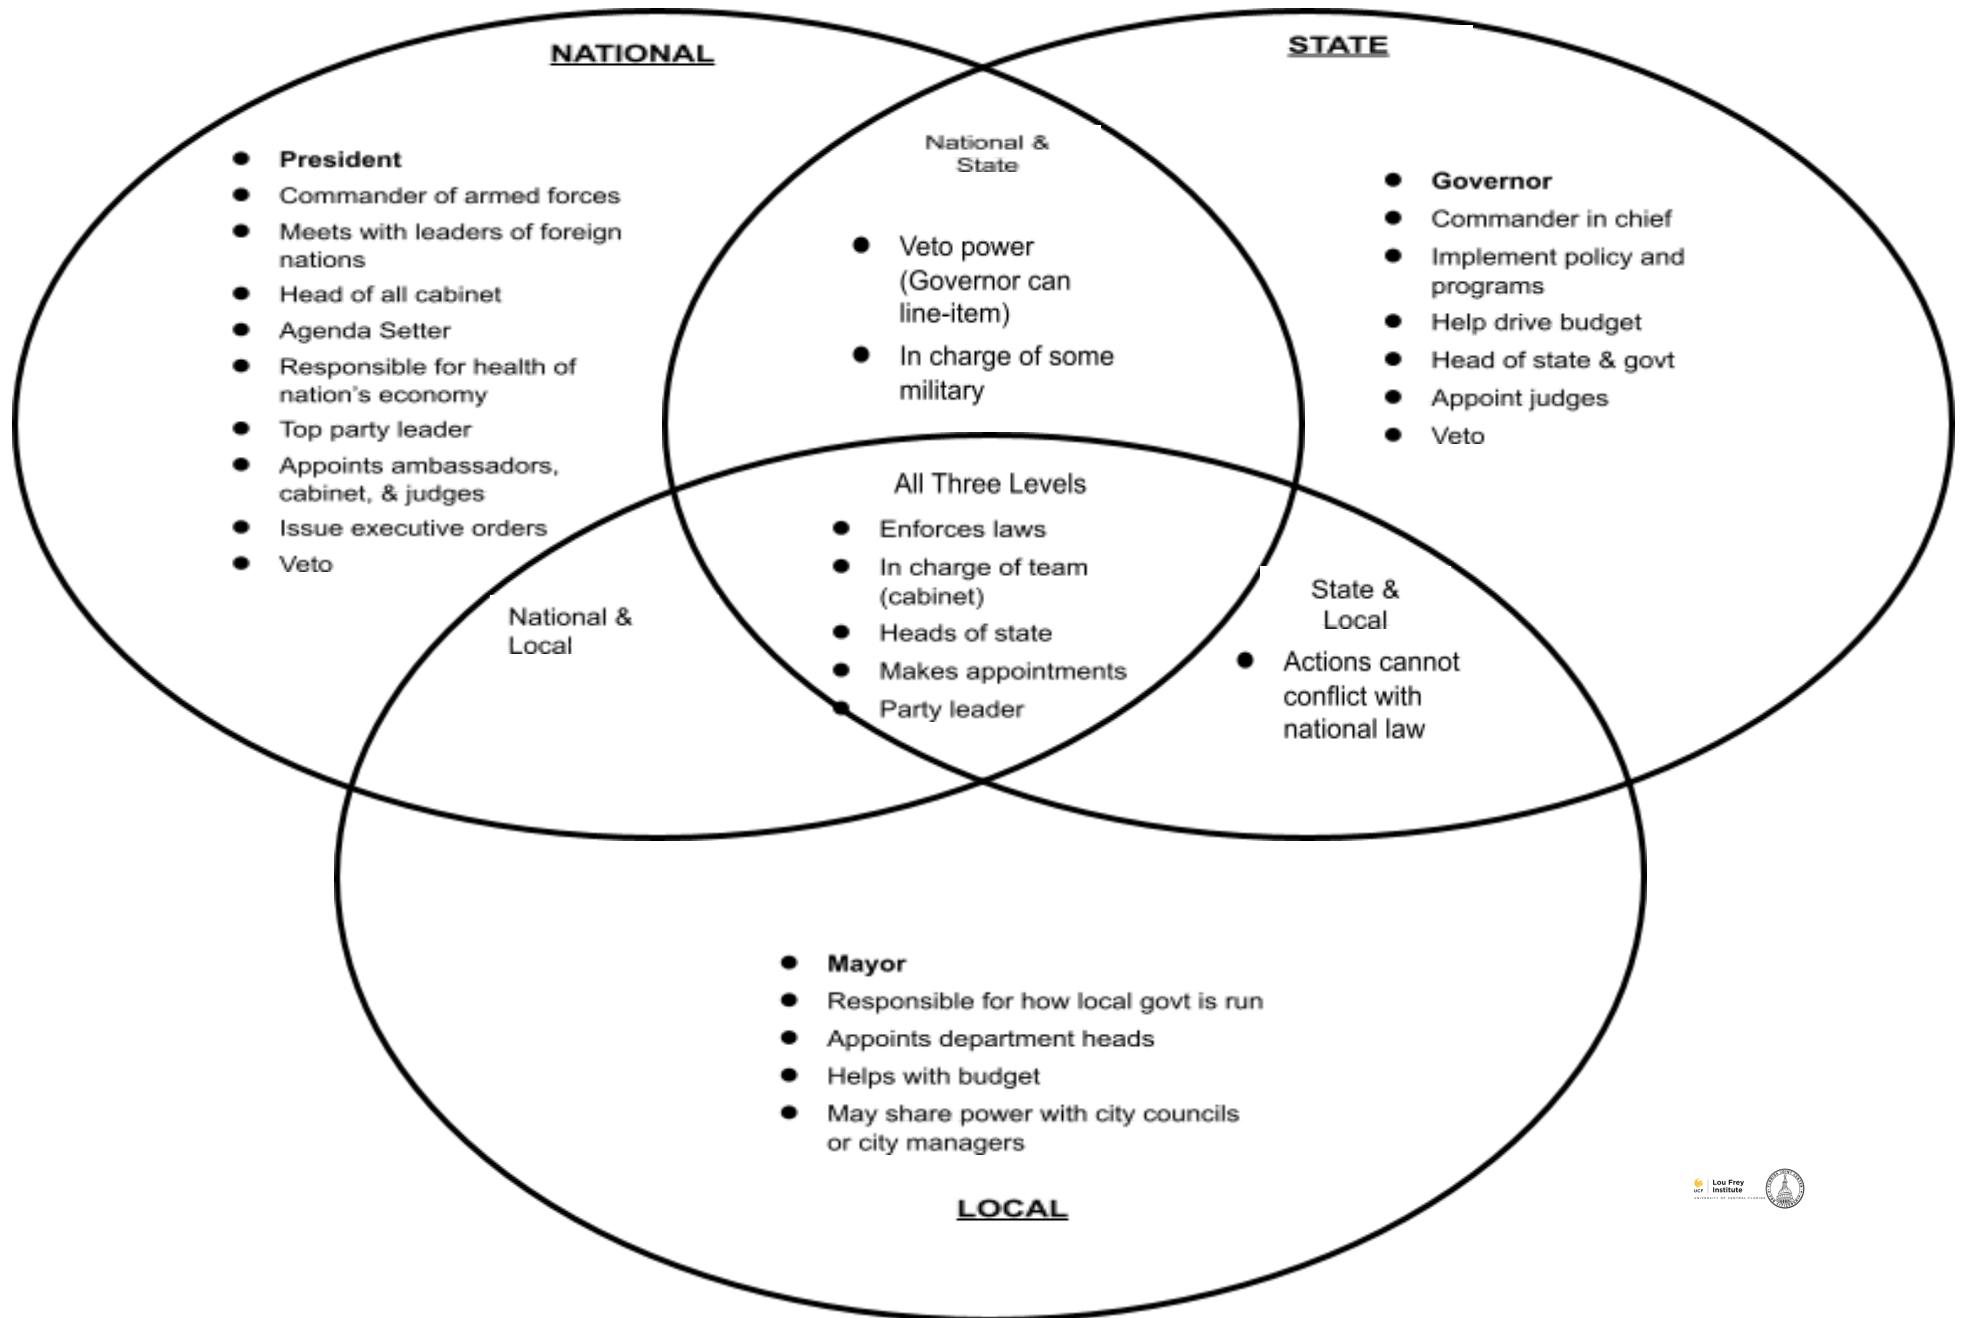 NATIONAL
● President
● Commander of armed forces
● Meets with leaders of foreign
nations
● Head of all cabinet
● Agenda Setter
● Responsible for health of
nation's economy
● Top party leader
● Appoints ambassadors,
cabinet, & judges
● Issue executive orders
● Veto
National &
State
● Veto power
(Governor can
line-item)
● In charge of some
military
STATE
● Governor
● Commander in chief
● Implement policy and
programs
● Help drive budget
● Head of state & govt
● Appoint judges
● Veto
All Three Levels
● Enforces laws
● In charge of team
(cabinet)
● Heads of state
● Makes appointments
● Party leader
National &
Local
State &
Local
● Actions cannot
conflict with
national law
● Mayor
● Responsible for how local govt is run
● Appoints department heads
● Helps with budget
● May share power with city councils
or city managers
LOCAL
UCF
Lou Frey
Institute
UNIVERSITY OF CENTRAL FLORIDA